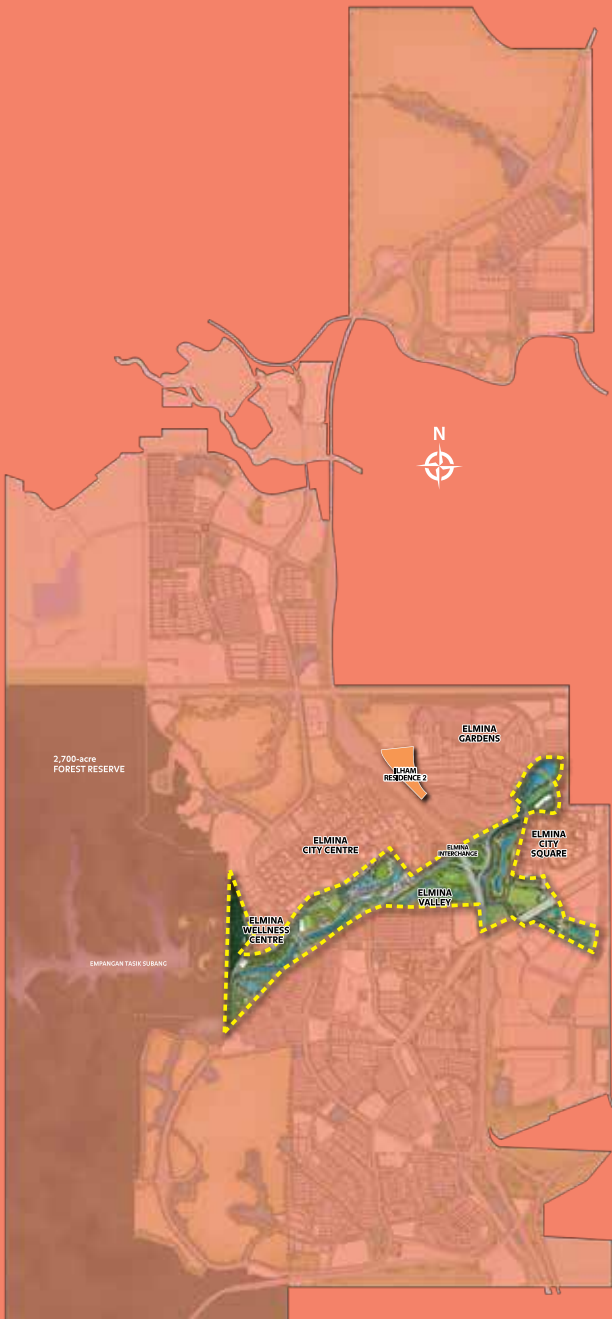 N
ELMINA
GARDENS
2,700-acre
FOREST RESERVE
ILHAM
RESIDENCE 2
ELMINA
CITY CENTRE
ELMINA
INTERCHANGE
ELMINA
CITY
SQUARE
ELMINA
VALLEY
ELMINA
WELLNESS
CENTRE
EMPANGAN TASIK SUBANG